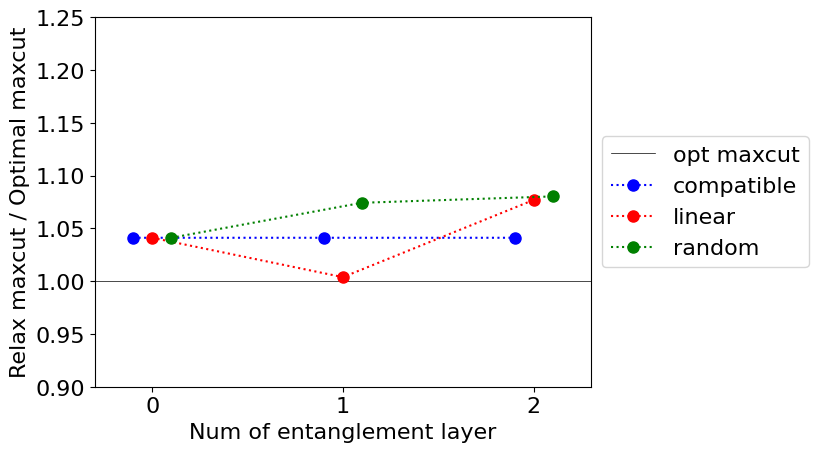 Relax maxcut / Optimal maxcut
1.25
1.20
1.15
1.10
1.05
1.00
0.95
0.90
0
1
2
Num of entanglement layer
opt maxcut
compatible
linear
random